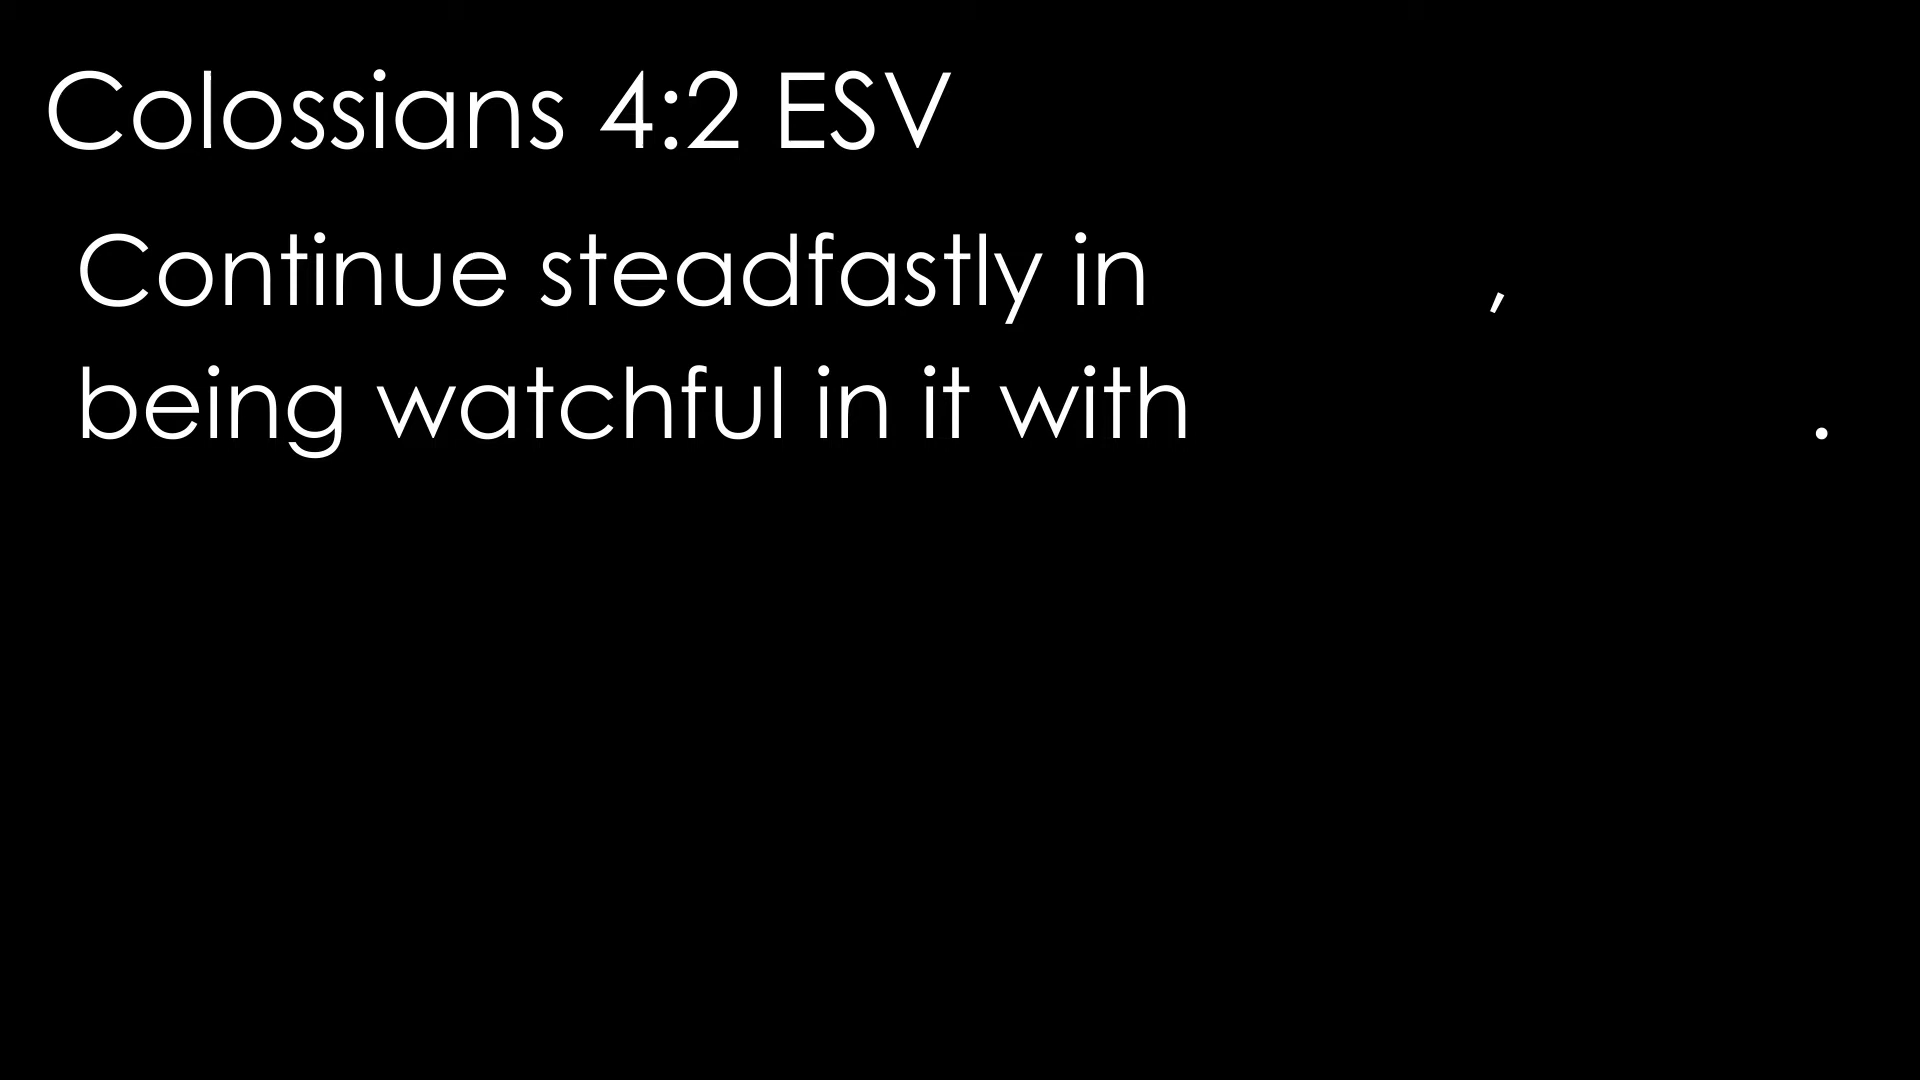 Colossians 4:2 ESV
Continue steadfastly in ,
being watchful in it with .